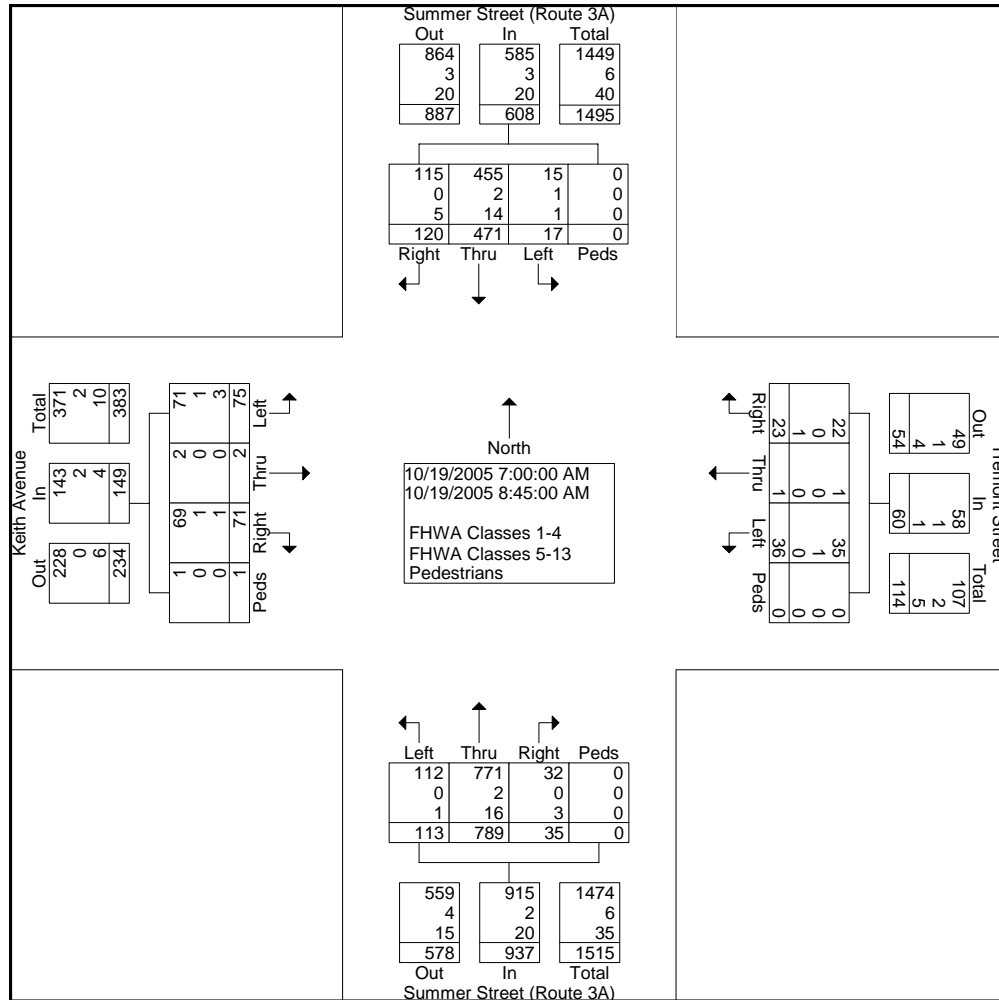 Summer Street (Route 3A)
Out In Total
864 585 1449
3 3 6
20 20 40
887 608 1495
115 455 15 0
0 2 1 0
5 14 1 0
120 471 17 0
Right Thru Left Peds
Keith Avenue
Total
371 2 10 383
In
143 2 4 149
Out
228 0 6 234
71 1 3 75
Left
2 0 0 2
Thru
69 1 1 71
Right
1 0 0 1
Peds
North
10/19/2005 7:00:00 AM
10/19/2005 8:45:00 AM
FHWA Classes 1-4
FHWA Classes 5-13
Pedestrians
Right
22 0 1 23
Thru
1 0 0 1
Left
35 1 0 36
Peds
0 0 0 0
Out
49 1 4 54
In
58 1 1 60
Total
107 2 5 114
Tremont Street
Left Thru Right Peds
112 771 32 0
0 2 0 0
1 16 3 0
113 789 35 0
559 915 1474
4 2 6
15 20 35
578 937 1515
Out In Total
Summer Street (Route 3A)